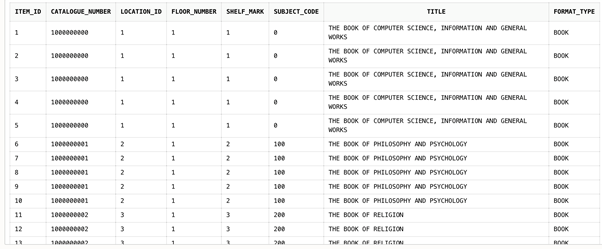 ITEM_ID CATALOGUE_NUMBER LOCATION_ID FLOOR_NUMBER SHELF_MARK SUBJECT_CODE TITLE FORMAT_TYPE
1 1000000000 1 1 1 0 THE BOOK OF COMPUTER SCIENCE, INFORMATION AND GENERAL WORKS BOOK
2 1000000000 1 1 1 0 THE BOOK OF COMPUTER SCIENCE, INFORMATION AND GENERAL WORKS BOOK
3 1000000000 1 1 1 0 THE BOOK OF COMPUTER SCIENCE, INFORMATION AND GENERAL WORKS BOOK
4 1000000000 1 1 1 0 THE BOOK OF COMPUTER SCIENCE, INFORMATION AND GENERAL WORKS BOOK
5 1000000000 1 1 1 0 THE BOOK OF COMPUTER SCIENCE, INFORMATION AND GENERAL WORKS BOOK
6 1000000001 2 1 2 100 THE BOOK OF PHILOSOPHY AND PSYCHOLOGY BOOK
7 1000000001 2 1 2 100 THE BOOK OF PHILOSOPHY AND PSYCHOLOGY BOOK
8 1000000001 2 1 2 100 THE BOOK OF PHILOSOPHY AND PSYCHOLOGY BOOK
9 1000000001 2 1 2 100 THE BOOK OF PHILOSOPHY AND PSYCHOLOGY BOOK
10 1000000001 2 1 2 100 THE BOOK OF PHILOSOPHY AND PSYCHOLOGY BOOK
11 1000000002 3 1 3 200 THE BOOK OF RELIGION BOOK
12 1000000002 3 1 3 200 THE BOOK OF RELIGION BOOK
13 1000000002 3 1 3 200 THE BOOK OF RELIGION BOOK